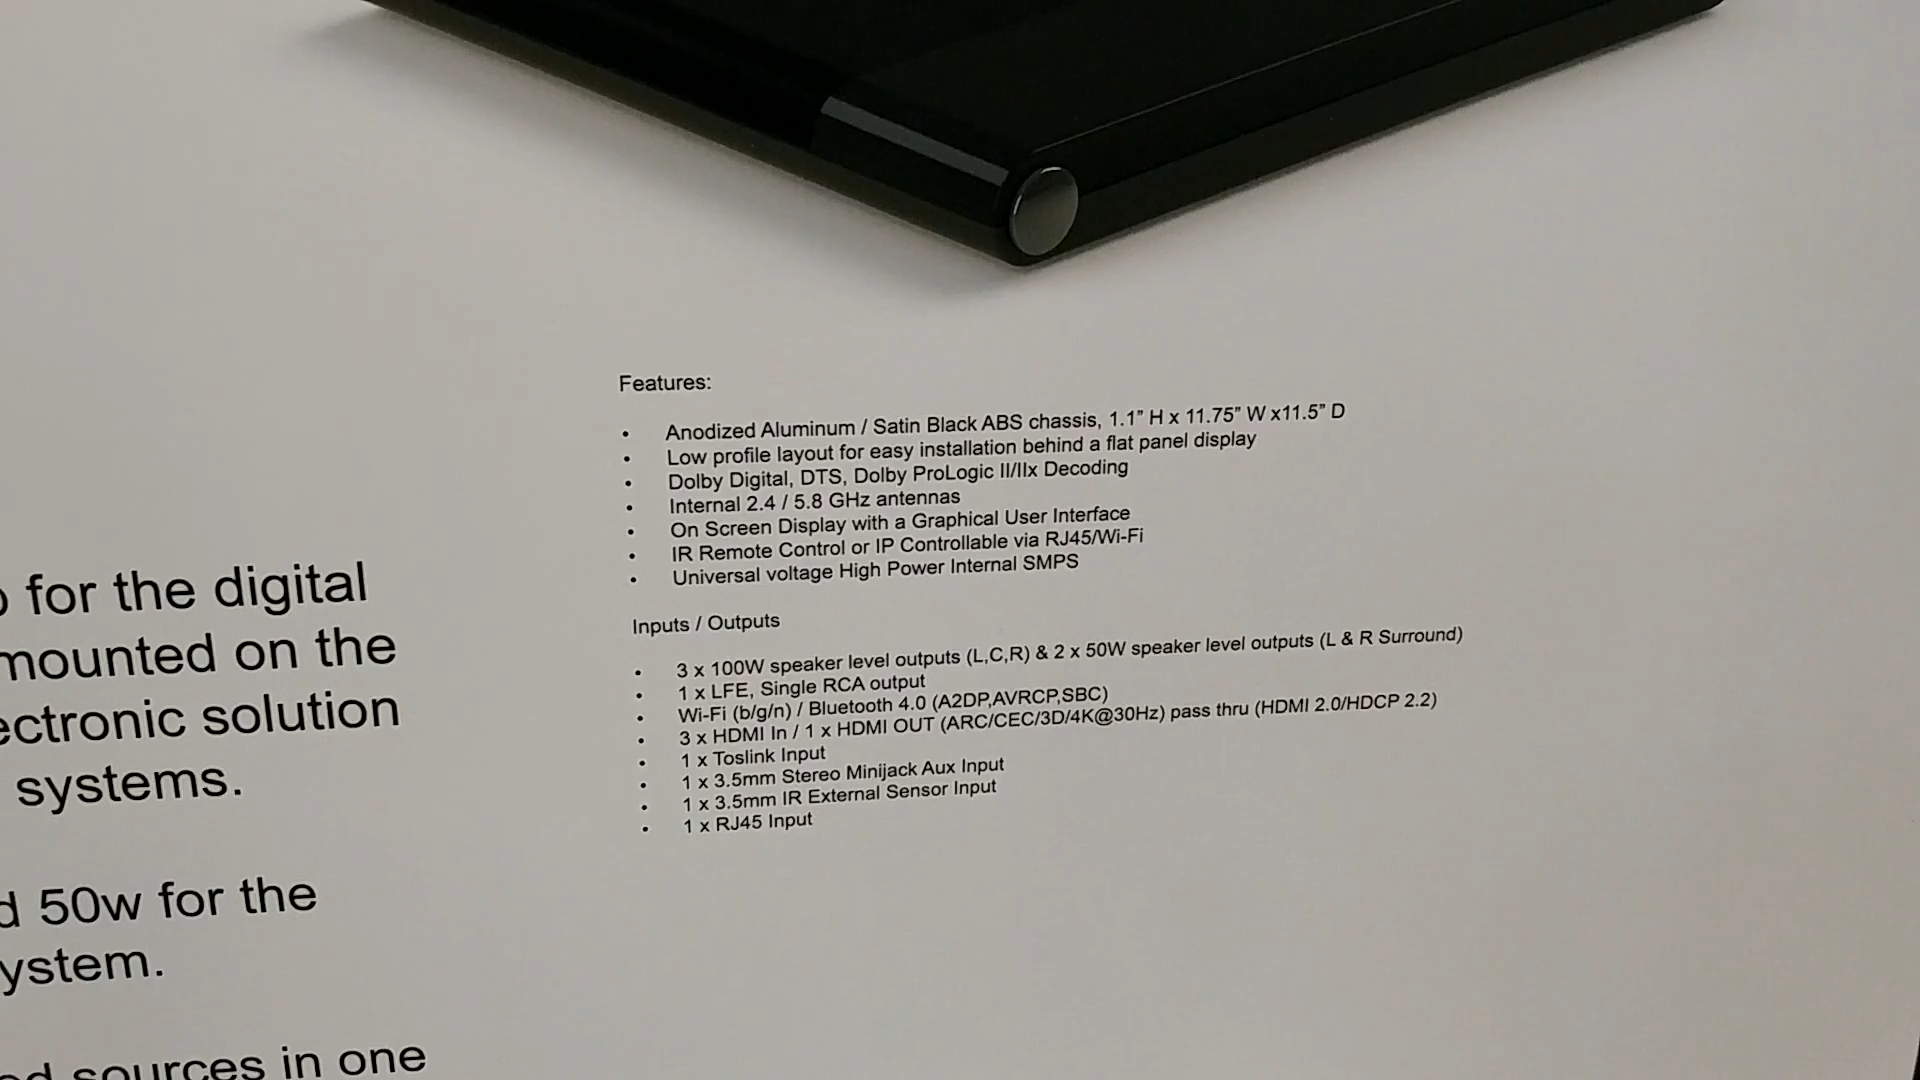 Features:
• Anodized Aluminum / Satin Black ABS chassis, 1.1” H x 11.75” W x11.5” D
• Low profile layout for easy installation behind a flat panel display
• Dolby Digital, DTS, Dolby ProLogic II/IIx Decoding
• Internal 2.4 / 5.8 GHz antennas
• On Screen Display with a Graphical User Interface
• IR Remote Control or IP Controllable via RJ45/Wi-Fi
• Universal voltage High Power Internal SMPS
Inputs / Outputs
• 3 x 100W speaker level outputs (L,C,R) & 2 x 50W speaker level outputs (L & R Surround)
• 1 x LFE, Single RCA output
• Wi-Fi (b/g/n) / Bluetooth 4.0 (A2DP,AVRCP,SBC)
• 3 x HDMI In / 1 x HDMI OUT (ARC/CEC/3D/4K@30Hz) pass thru (HDMI 2.0/HDCP 2.2)
• 1 x Toslink Input
• 1 x 3.5mm Stereo Minijack Aux Input
• 1 x 3.5mm IR External Sensor Input
• 1 x RJ45 Input
for the digital
mounted on the
solution
systems.
50w for the
sources in one